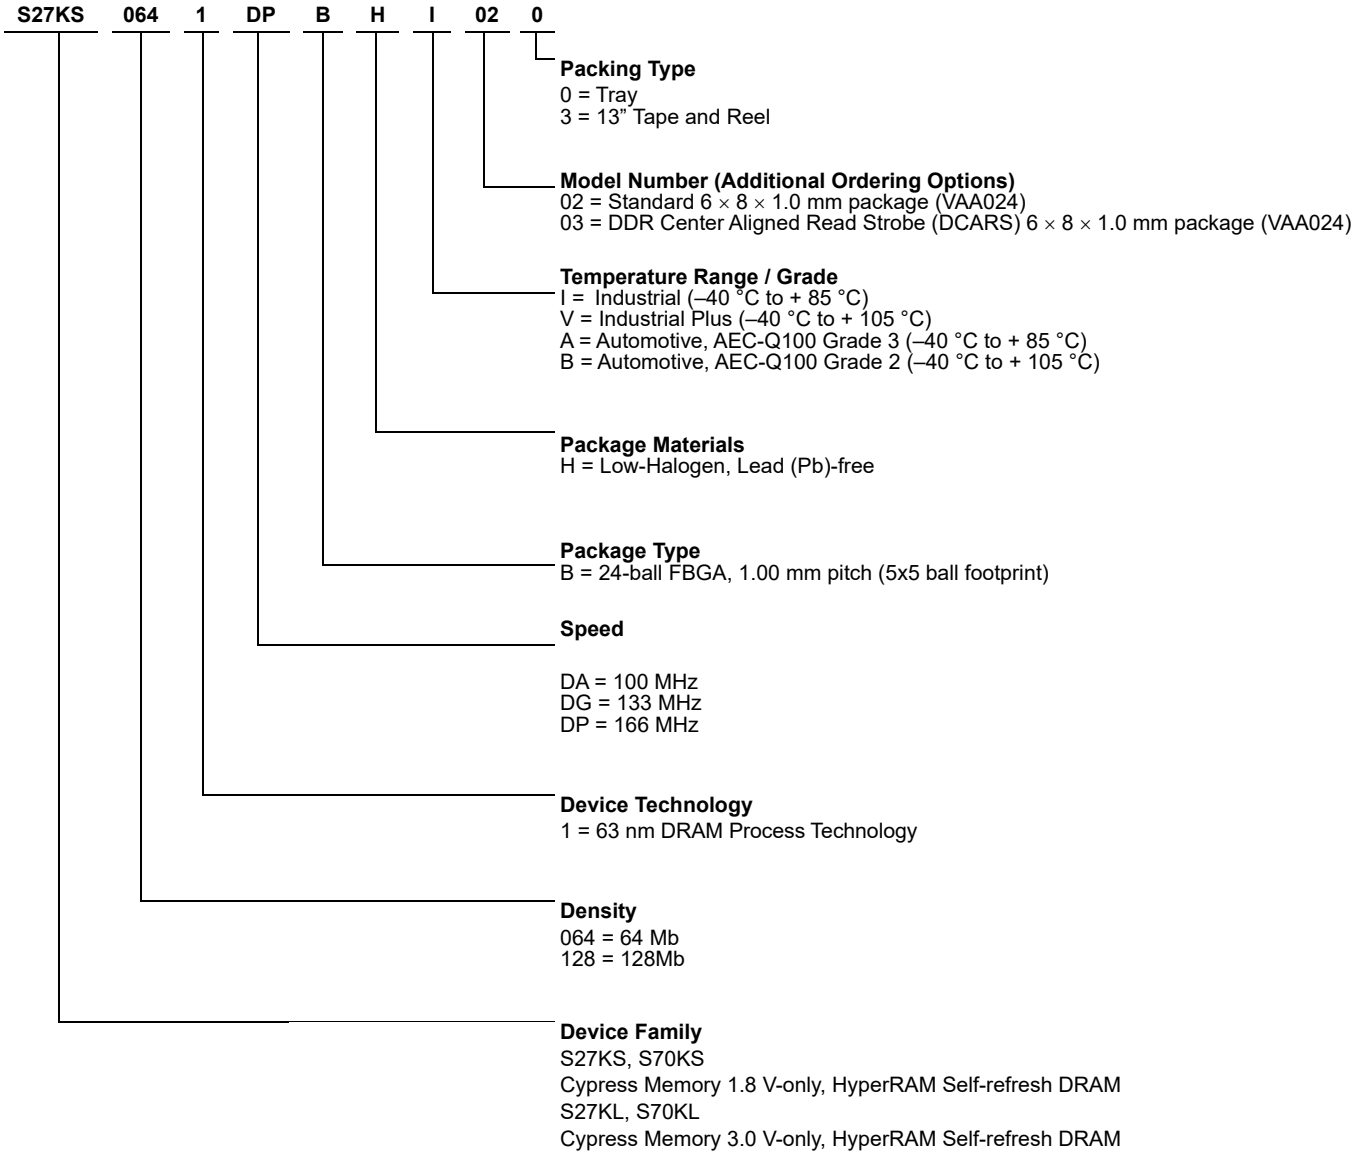 S27KS 064 1 DP B H I 02 0
Packing Type
0 = Tray
3 = 13” Tape and Reel
Model Number (Additional Ordering Options)
02 = Standard 6 × 8 × 1.0 mm package (VAA024)
03 = DDR Center Aligned Read Strobe (DCARS) 6 × 8 × 1.0 mm package (VAA024)
Temperature Range / Grade
I = Industrial (–40 °C to + 85 °C)
V = Industrial Plus (–40 °C to + 105 °C)
A = Automotive, AEC-Q100 Grade 3 (–40 °C to + 85 °C)
B = Automotive, AEC-Q100 Grade 2 (–40 °C to + 105 °C)
Package Materials
H = Low-Halogen, Lead (Pb)-free
Package Type
B = 24-ball FBGA, 1.00 mm pitch (5x5 ball footprint)
Speed
DA = 100 MHz
DG = 133 MHz
DP = 166 MHz
Device Technology
1 = 63 nm DRAM Process Technology
Density
064 = 64 Mb
128 = 128Mb
Device Family
S27KS, S70KS
Cypress Memory 1.8 V-only, HyperRAM Self-refresh DRAM
S27KL, S70KL
Cypress Memory 3.0 V-only, HyperRAM Self-refresh DRAM